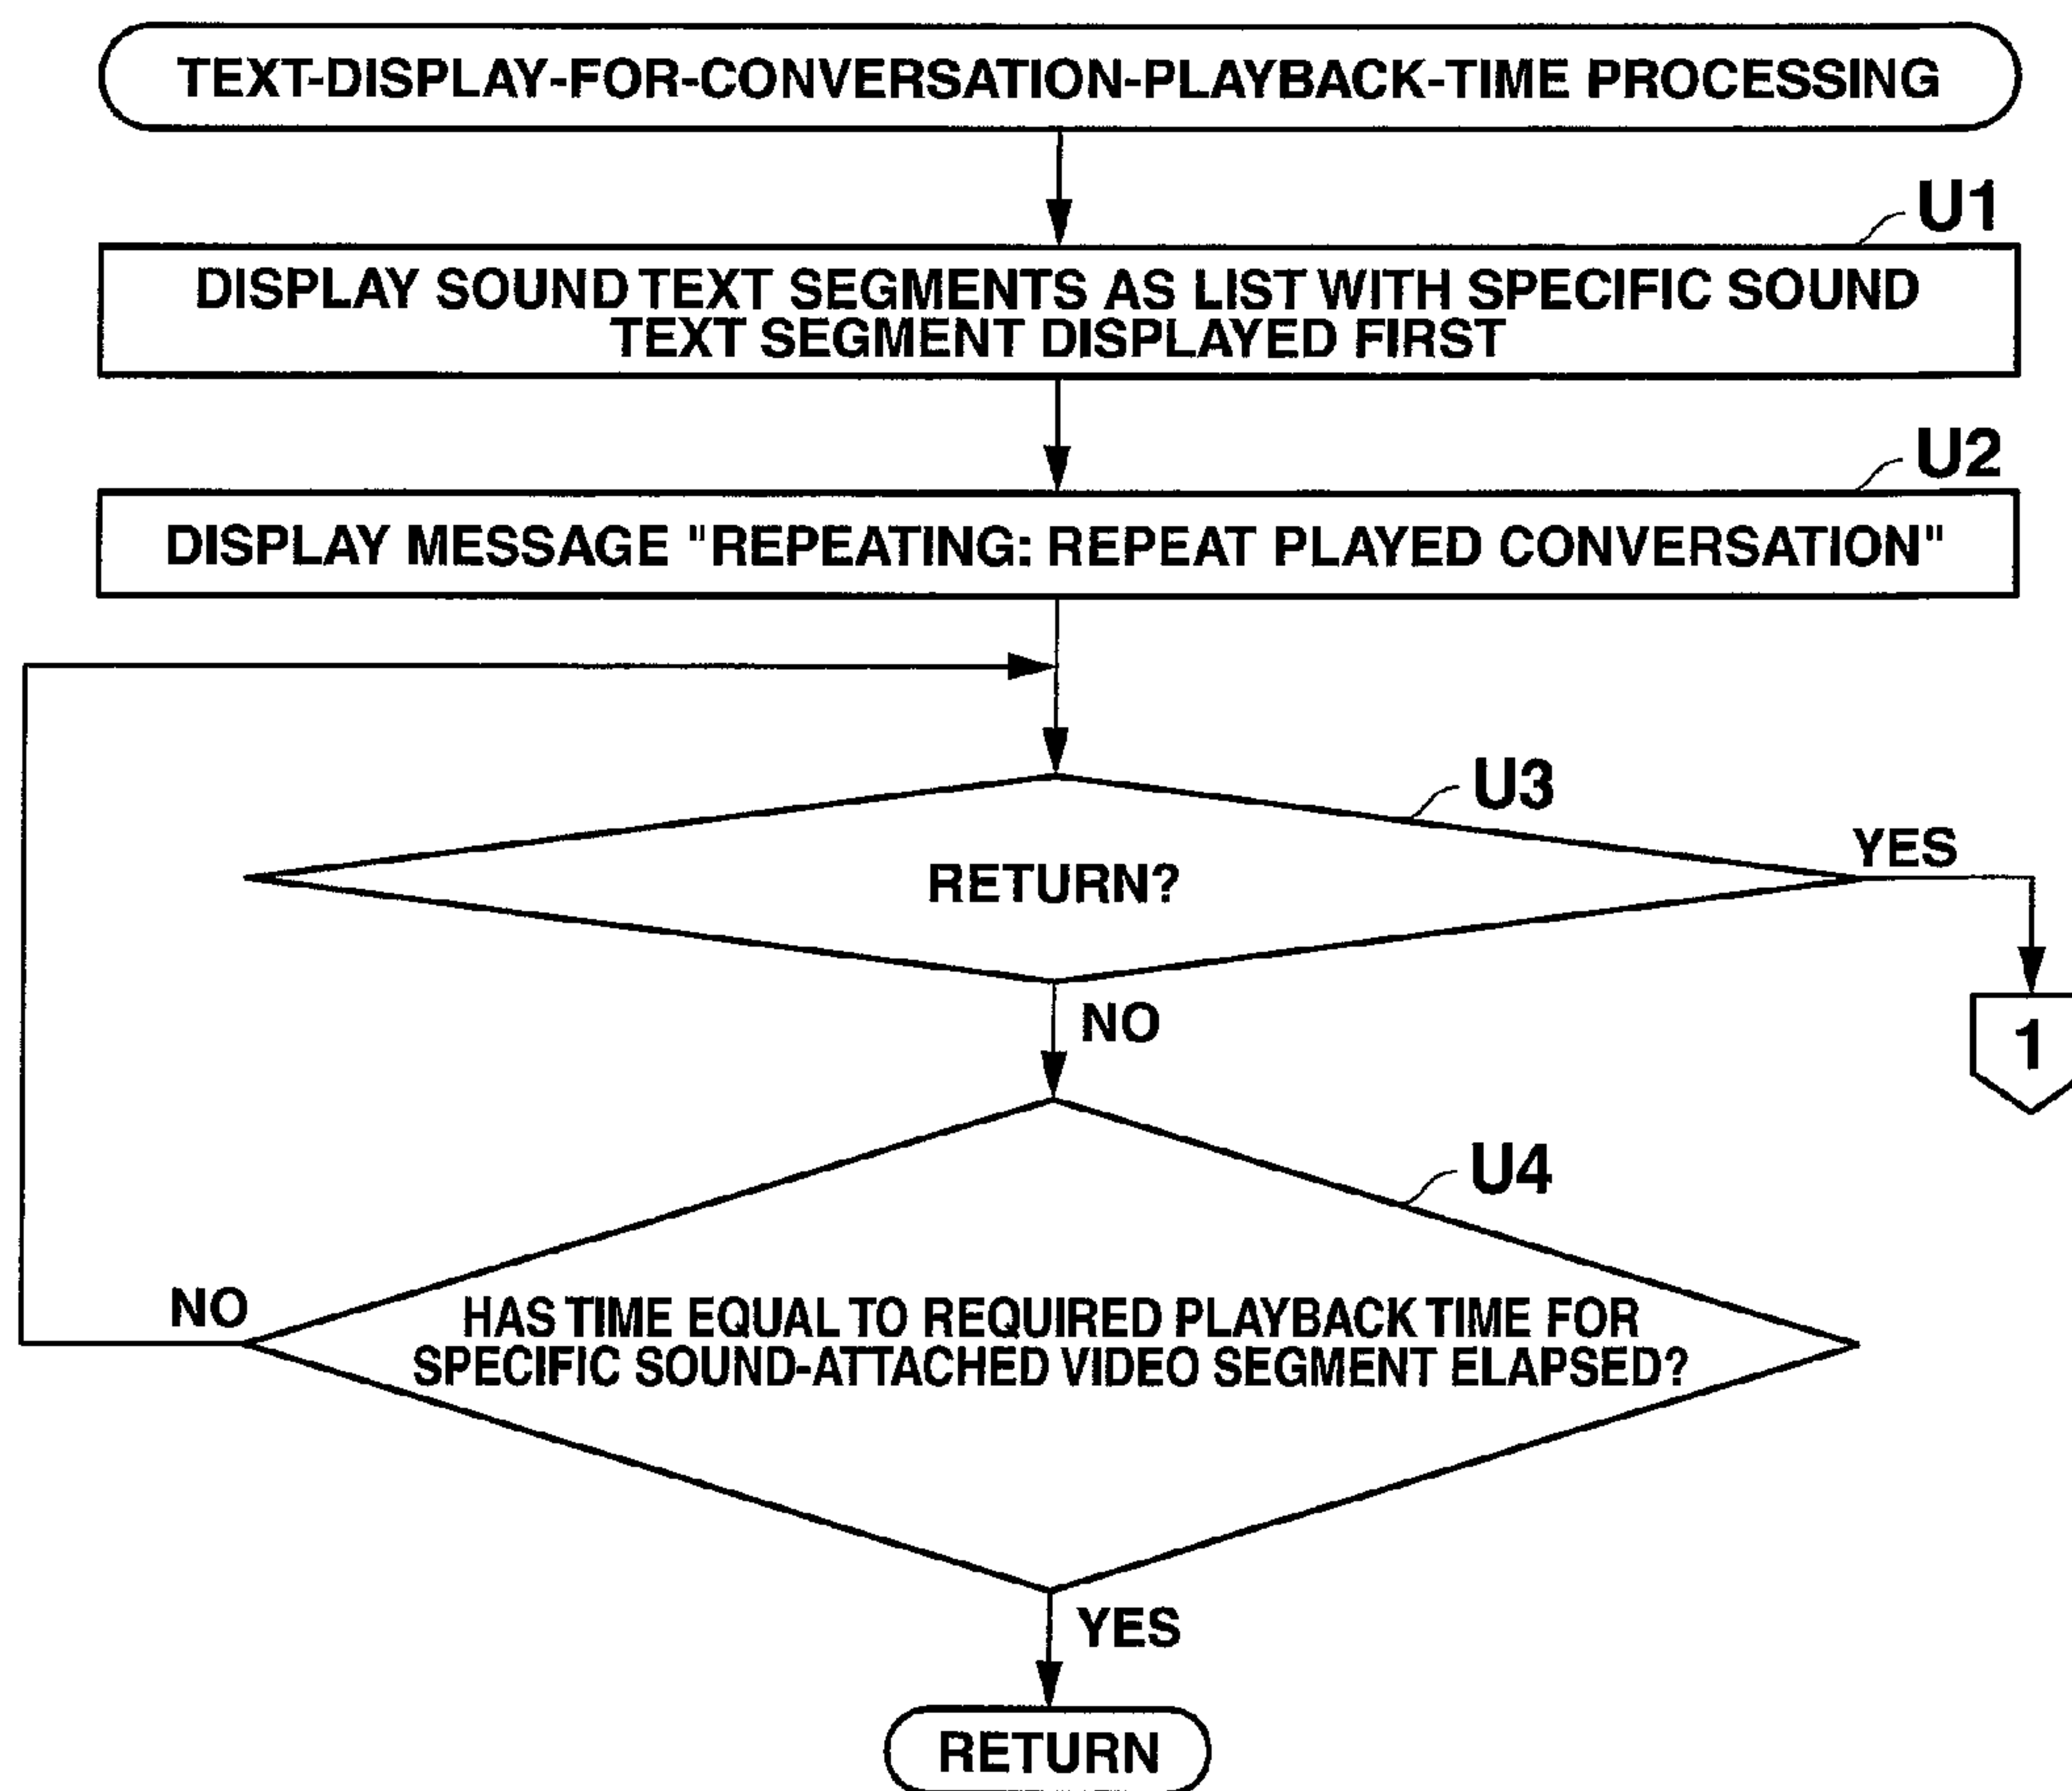 TEXT-DISPLAY-FOR-CONVERSATION-PLAYBACK-TIME PROCESSING
U1
DISPLAY SOUND TEXT SEGMENTS AS LIST WITH SPECIFIC SOUND
TEXT SEGMENT DISPLAYED FIRST
U2
DISPLAY MESSAGE "REPEATING: REPEAT PLAYED CONVERSATION"
U3
YES
RETURN?
NO
1
U4
NO
HAS TIME EQUAL TO REQUIRED PLAYBACK TIME FOR
SPECIFIC SOUND-ATTACHED VIDEO SEGMENT ELAPSED?
YES
RETURN